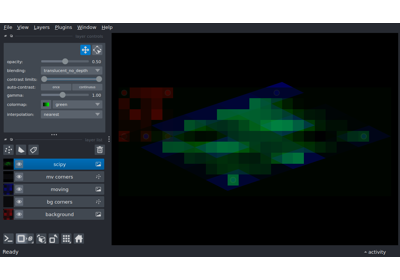 File View Layers Plugins Window Help
opacity: 0.50
blending: translucent_no_depth
contrast limits:
auto-contrast: once continuous
gamma: 1.00
colormap: green
interpolation: nearest
scipy
mv corners
moving
bg corners
background
Ready
activity